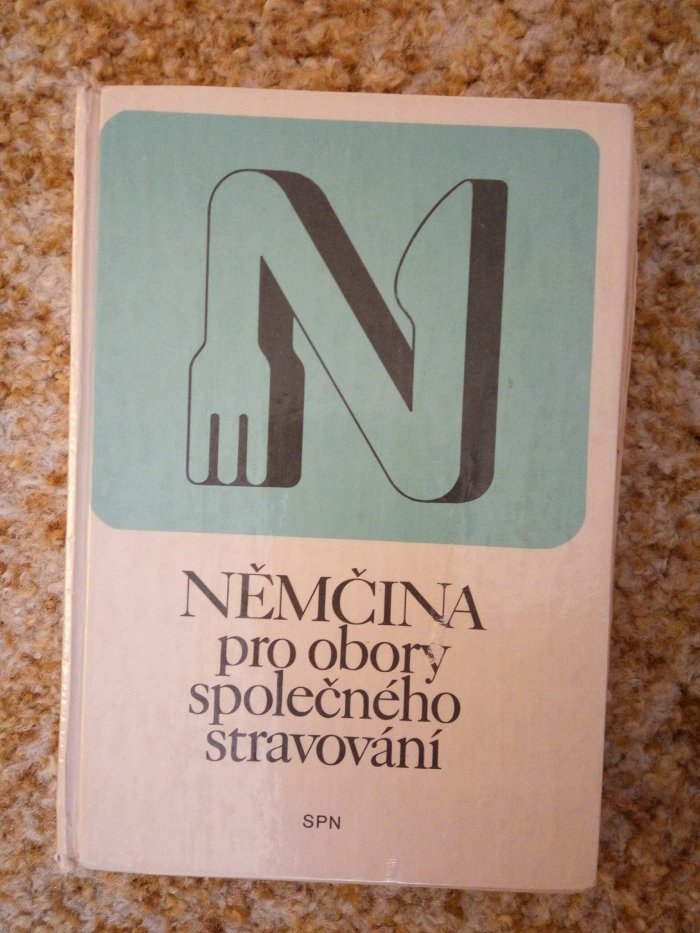 N
NĚMČINA
pro obory
společného
stravování
SPN